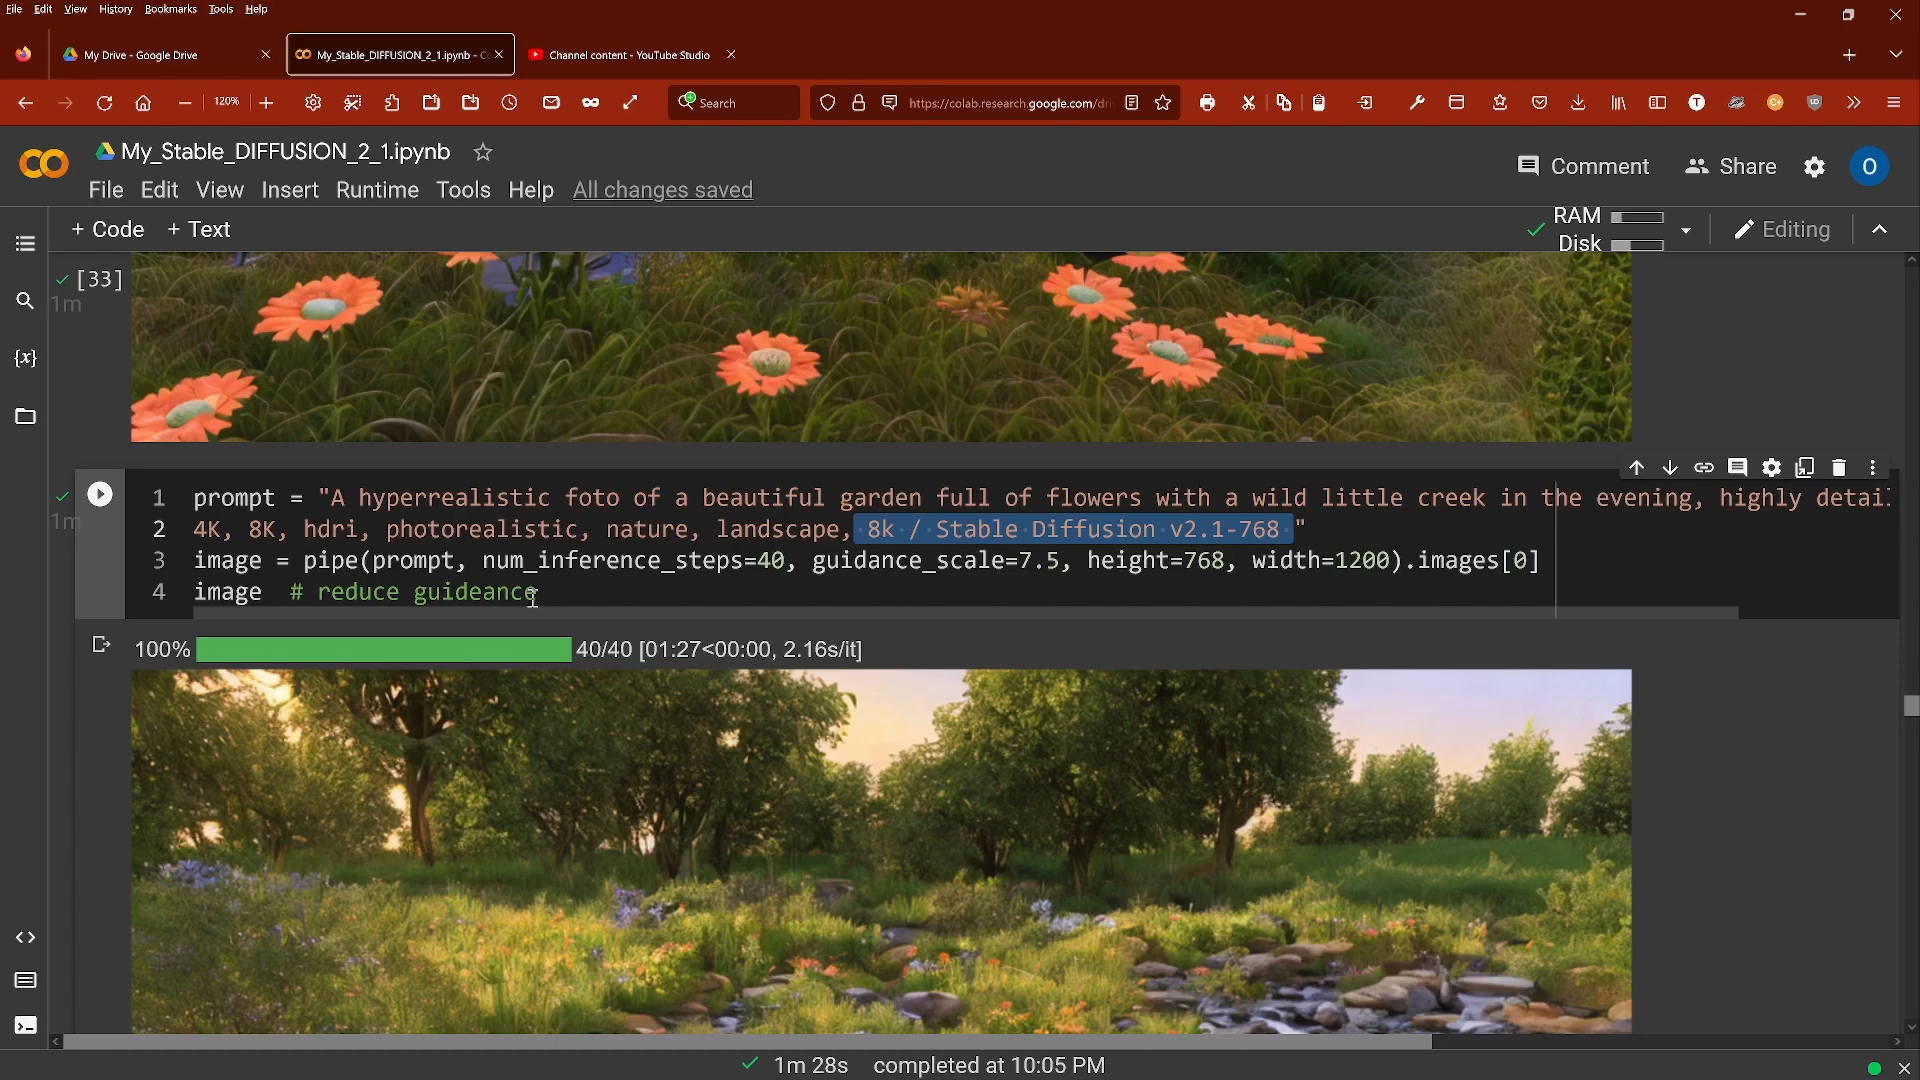 File Edit View History Bookmarks Tools Help
My Drive - Google Drive
My_Stable_DIFFUSION_2_1.ipynb - Co
Channel content - YouTube Studio
120%
Search
https://colab.research.google.com/dri
My_Stable_DIFFUSION_2_1.ipynb
Comment
Share
O
File Edit View Insert Runtime Tools Help All changes saved
+ Code + Text
RAM
Disk
Editing
[33]
1m
{x}
1m
1 prompt = "A hyperrealistic foto of a beautiful garden full of flowers with a wild little creek in the evening, highly detail
2 4K, 8K, hdri, photorealistic, nature, landscape, 8k / Stable Diffusion v2.1-768 "
3 image = pipe(prompt, num_inference_steps=40, guidance_scale=7.5, height=768, width=1200).images[0]
4 image # reduce guideance
100% 40/40 [01:27<00:00, 2.16s/it]
1m 28s completed at 10:05 PM